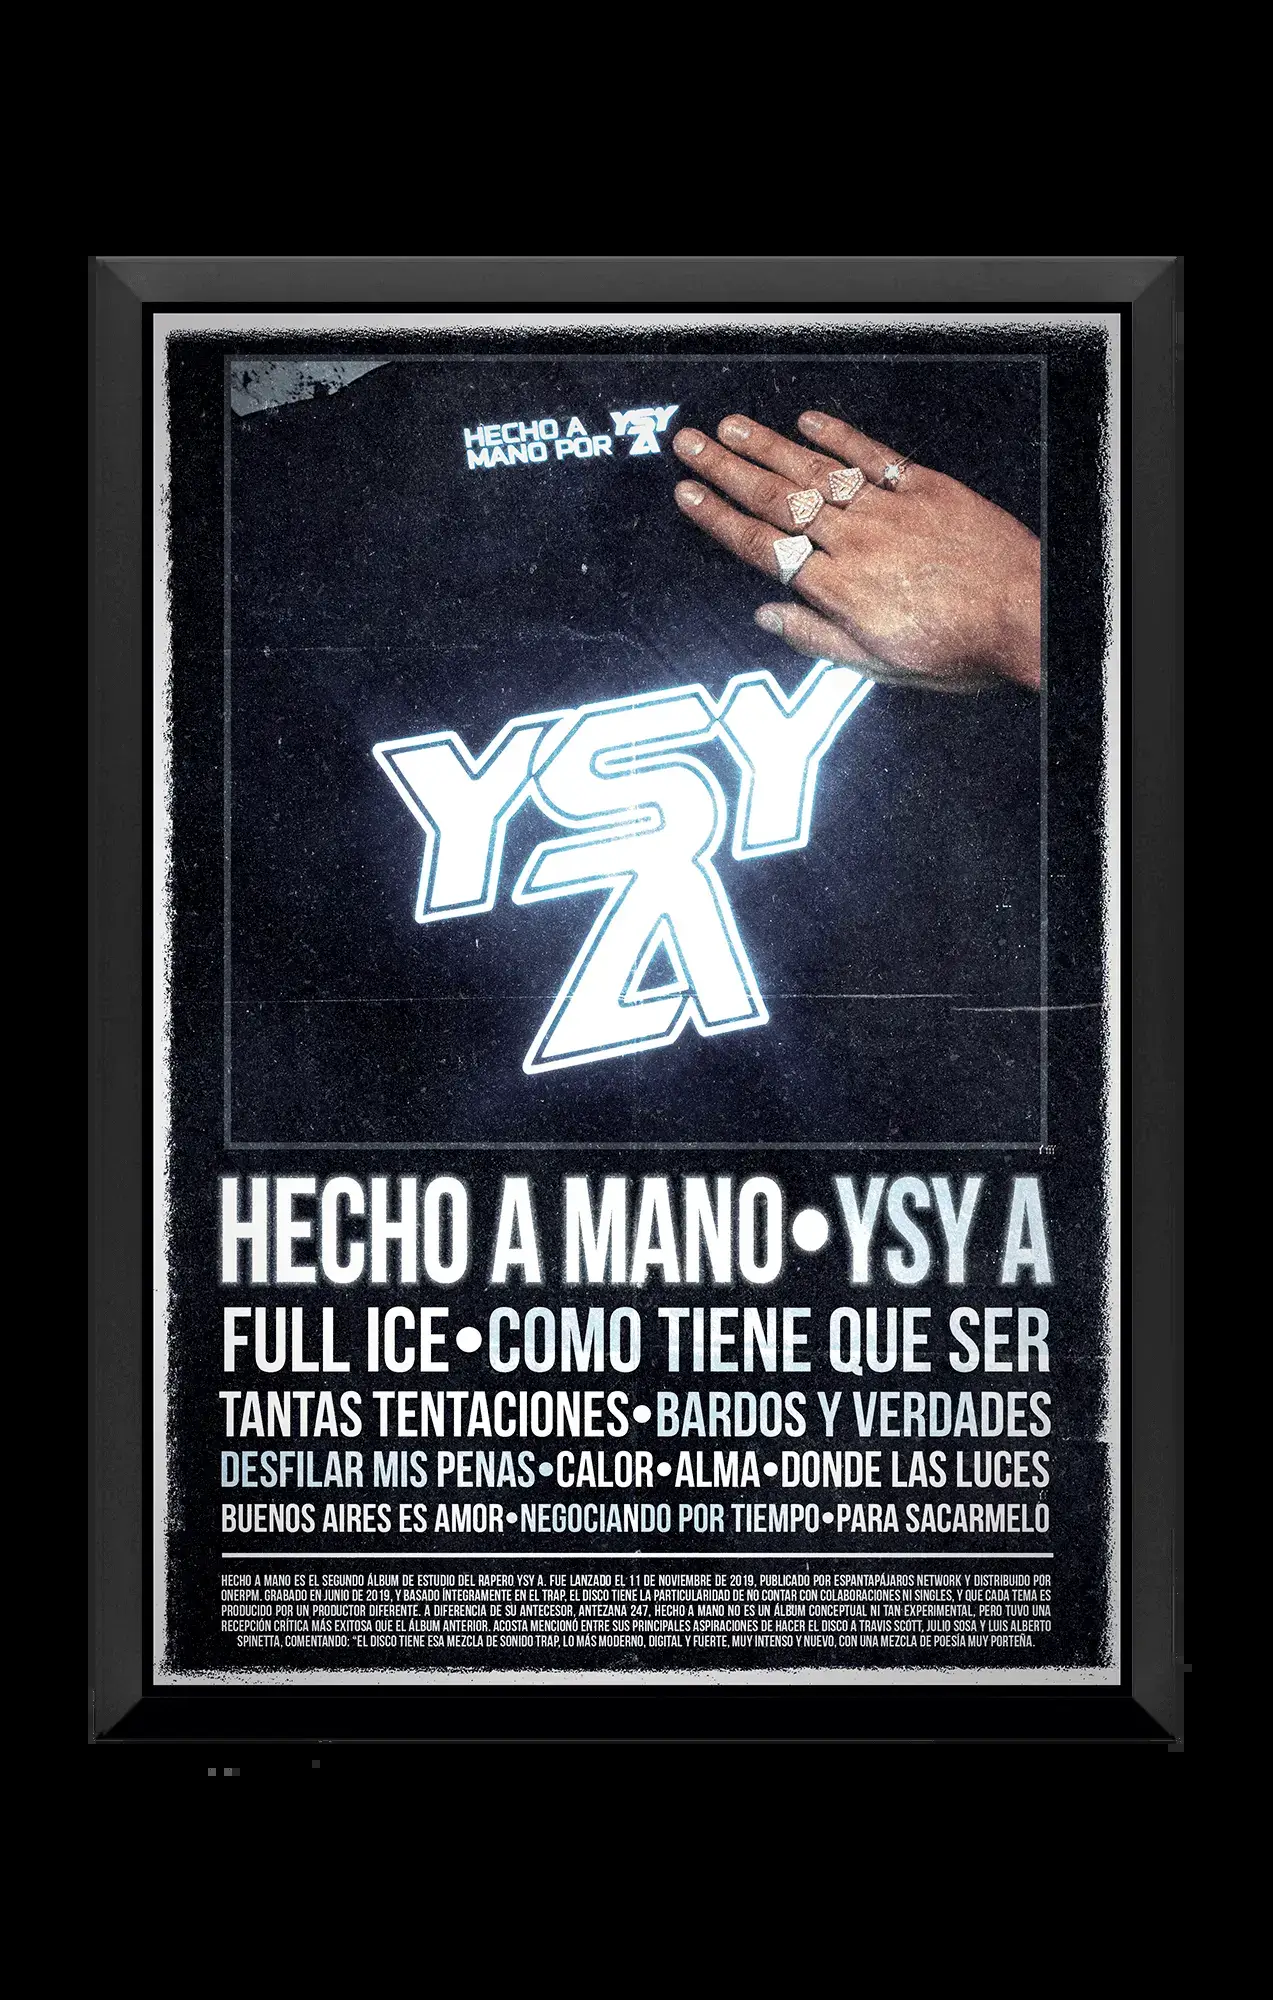 HECHO A
MANO POR YSY A
YSY
A
HECHO A MANO•YSY A
FULL ICE•COMO TIENE QUE SER
TANTAS TENTACIONES•BARDOS Y VERDADES
DESFILAR MIS PENAS•CALOR•ALMA•DONDE LAS LUCES
BUENOS AIRES ES AMOR•NEGOCIANDO POR TIEMPO•PARA SACARMELO
HECHO A MANO ES EL SEGUNDO ÁLBUM DE ESTUDIO DEL RAPERO YSY A. FUE LANZADO EL 11 DE NOVIEMBRE DE 2019, PUBLICADO POR ESPANTAPÁJAROS NETWORK Y DISTRIBUIDO POR
ONERPM. GRABADO EN JUNIO DE 2019, Y BASADO ÍNTEGRAMENTE EN EL TRAP, EL DISCO TIENE LA PARTICULARIDAD DE NO CONTAR CON COLABORACIONES NI SINGLES, Y QUE CADA TEMA ES
PRODUCIDO POR UN PRODUCTOR DIFERENTE. A DIFERENCIA DE SU ANTECESOR, ANTEZANA 247, HECHO A MANO NO ES UN ÁLBUM CONCEPTUAL NI TAN EXPERIMENTAL, PERO TUVO UNA
RECEPCIÓN CRÍTICA MÁS EXITOSA QUE EL ÁLBUM ANTERIOR. ACOSTA MENCIONÓ ENTRE SUS PRINCIPALES ASPIRACIONES DE HACER EL DISCO A TRAVIS SCOTT, JULIO SOSA Y LUIS ALBERTO
SPINETTA, COMENTANDO: "EL DISCO TIENE ESA MEZCLA DE SONIDO TRAP, LO MÁS MODERNO, DIGITAL Y FUERTE, MUY INTENSO Y NUEVO, CON UNA MEZCLA DE POESÍA MUY PORTEÑA.